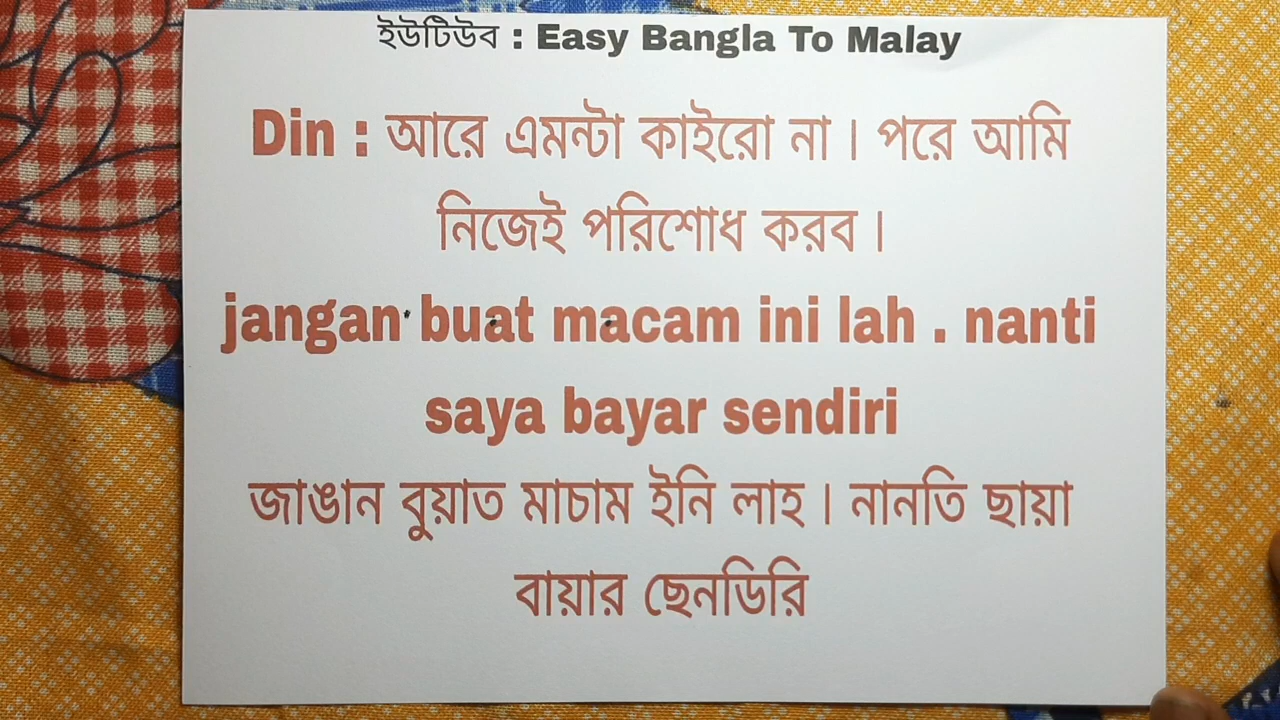 ইউটিউব : Easy Bangla To Malay
Din : আরে এমন্টা কাইরো না । পরে আমি
নিজেই পরিশোধ করব ।
jangan buat macam ini lah . nanti
saya bayar sendiri
জাঙান বুয়াত মাচাম ইনি লাহ । নানতি ছায়া
বায়ার ছেনডিরি